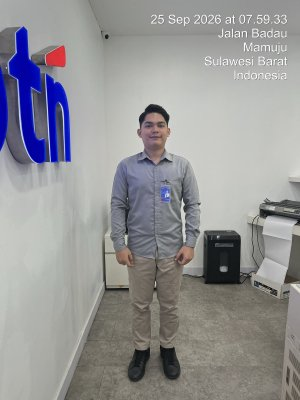 25 Sep 2026 at 07.59.33
Jalan Badau
Mamuju
Sulawesi Barat
Indonesia
btn